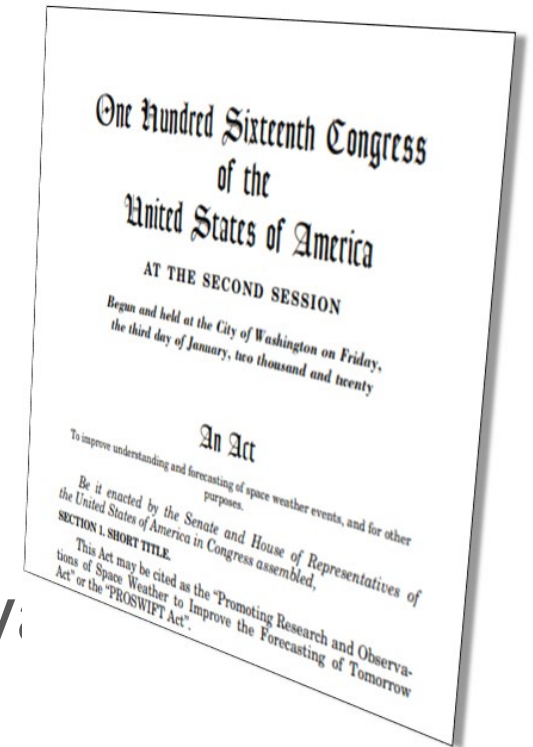 One Hundred Sixteenth Congress
of the
United States of America
AT THE SECOND SESSION
Begun and held at the City of Washington on Friday,
the third day of January, two thousand and twenty
An Act
To improve understanding and forecasting of space weather events, and for other
purposes.
Be it enacted by the Senate and House of Representatives of
the United States of America in Congress assembled,
SECTION 1. SHORT TITLE.
This Act may be cited as the “Promoting Research and Observa-
tions of Space Weather to Improve the Forecasting of Tomorrow
Act” or the “PROSWIFT Act”.